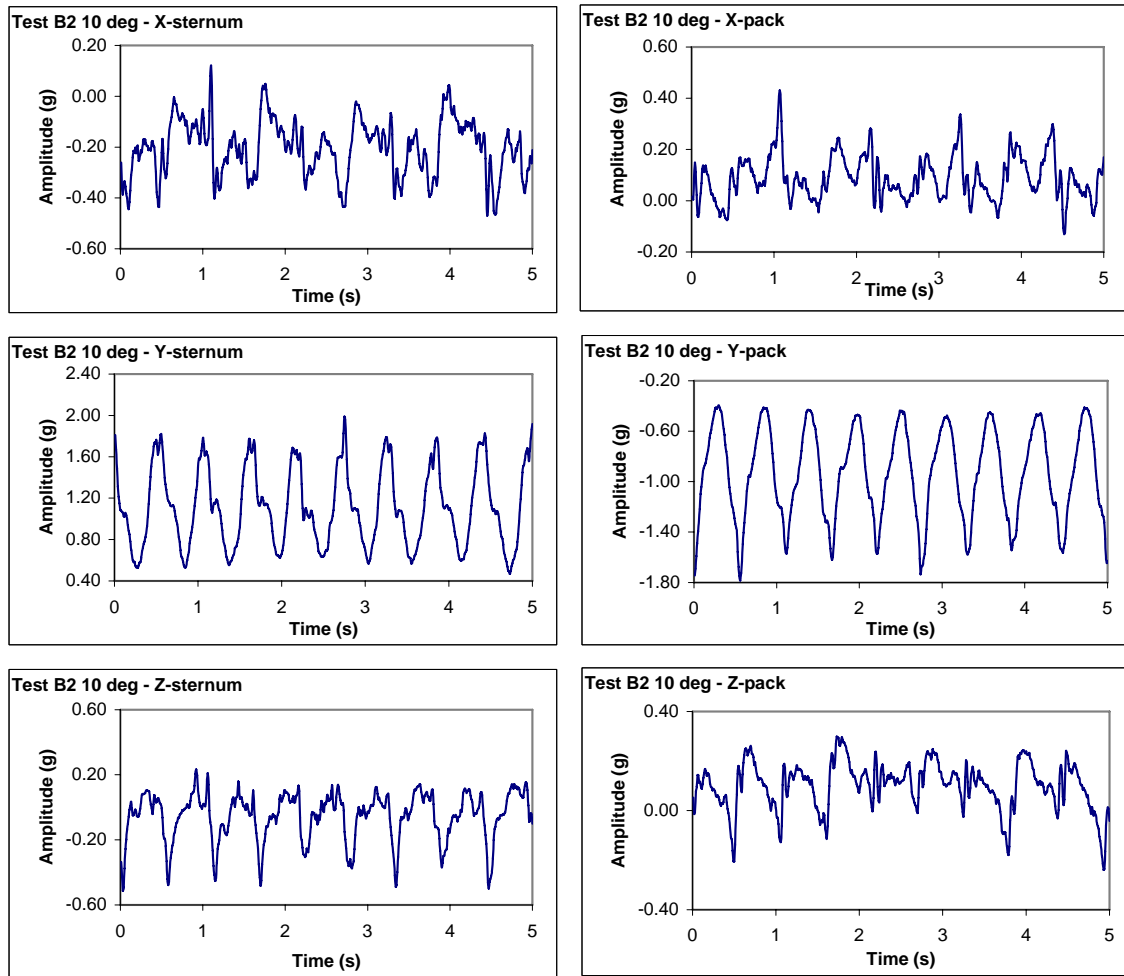 Test B2 10 deg - X-sternum
0.20
0.00
-0.20
-0.40
-0.60
Amplitude (g)
0 1 2 3 4 5
Time (s)
Test B2 10 deg - X-pack
0.60
0.40
0.20
0.00
-0.20
Amplitude (g)
0 1 2 3 4 5
Time (s)
Test B2 10 deg - Y-sternum
2.40
2.00
1.60
1.20
0.80
0.40
Amplitude (g)
0 1 2 3 4 5
Time (s)
Test B2 10 deg - Y-pack
-0.20
-0.60
-1.00
-1.40
-1.80
Amplitude (g)
0 1 2 3 4 5
Time (s)
Test B2 10 deg - Z-sternum
0.60
0.20
-0.20
-0.60
Amplitude (g)
0 1 2 3 4 5
Time (s)
Test B2 10 deg - Z-pack
0.40
0.00
-0.40
Amplitude (g)
0 1 2 3 4 5
Time (s)